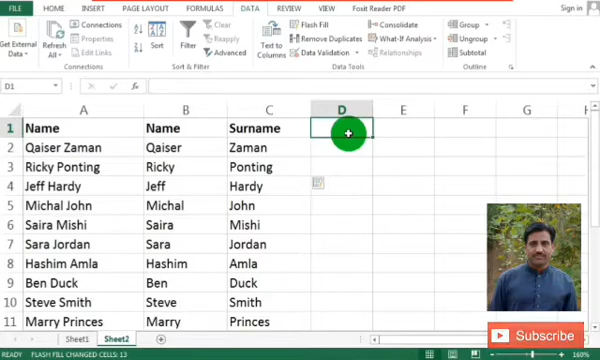 FILE HOME INSERT PAGE LAYOUT FORMULAS DATA REVIEW VIEW Foxit Reader PDF Sign in
Get External Data
Refresh All
Connections
Properties
Edit Links
Connections
Sort
Filter
Clear
Reapply
Advanced
Sort & Filter
Text to Columns
Flash Fill
Remove Duplicates
Data Validation
Consolidate
What-If Analysis
Relationships
Data Tools
Group
Ungroup
Subtotal
Outline
D1 fx
A B C D E F G H
1 Name Name Surname
2 Qaiser Zaman Qaiser Zaman
3 Ricky Ponting Ricky Ponting
4 Jeff Hardy Jeff Hardy
5 Michal John Michal John
6 Saira Mishi Saira Mishi
7 Sara Jordan Sara Jordan
8 Hashim Amla Hashim Amla
9 Ben Duck Ben Duck
10 Steve Smith Steve Smith
11 Marry Princes Marry Princes
Subscribe
Sheet1 Sheet2
READY FLASH FILL CHANGED CELLS: 13 160%